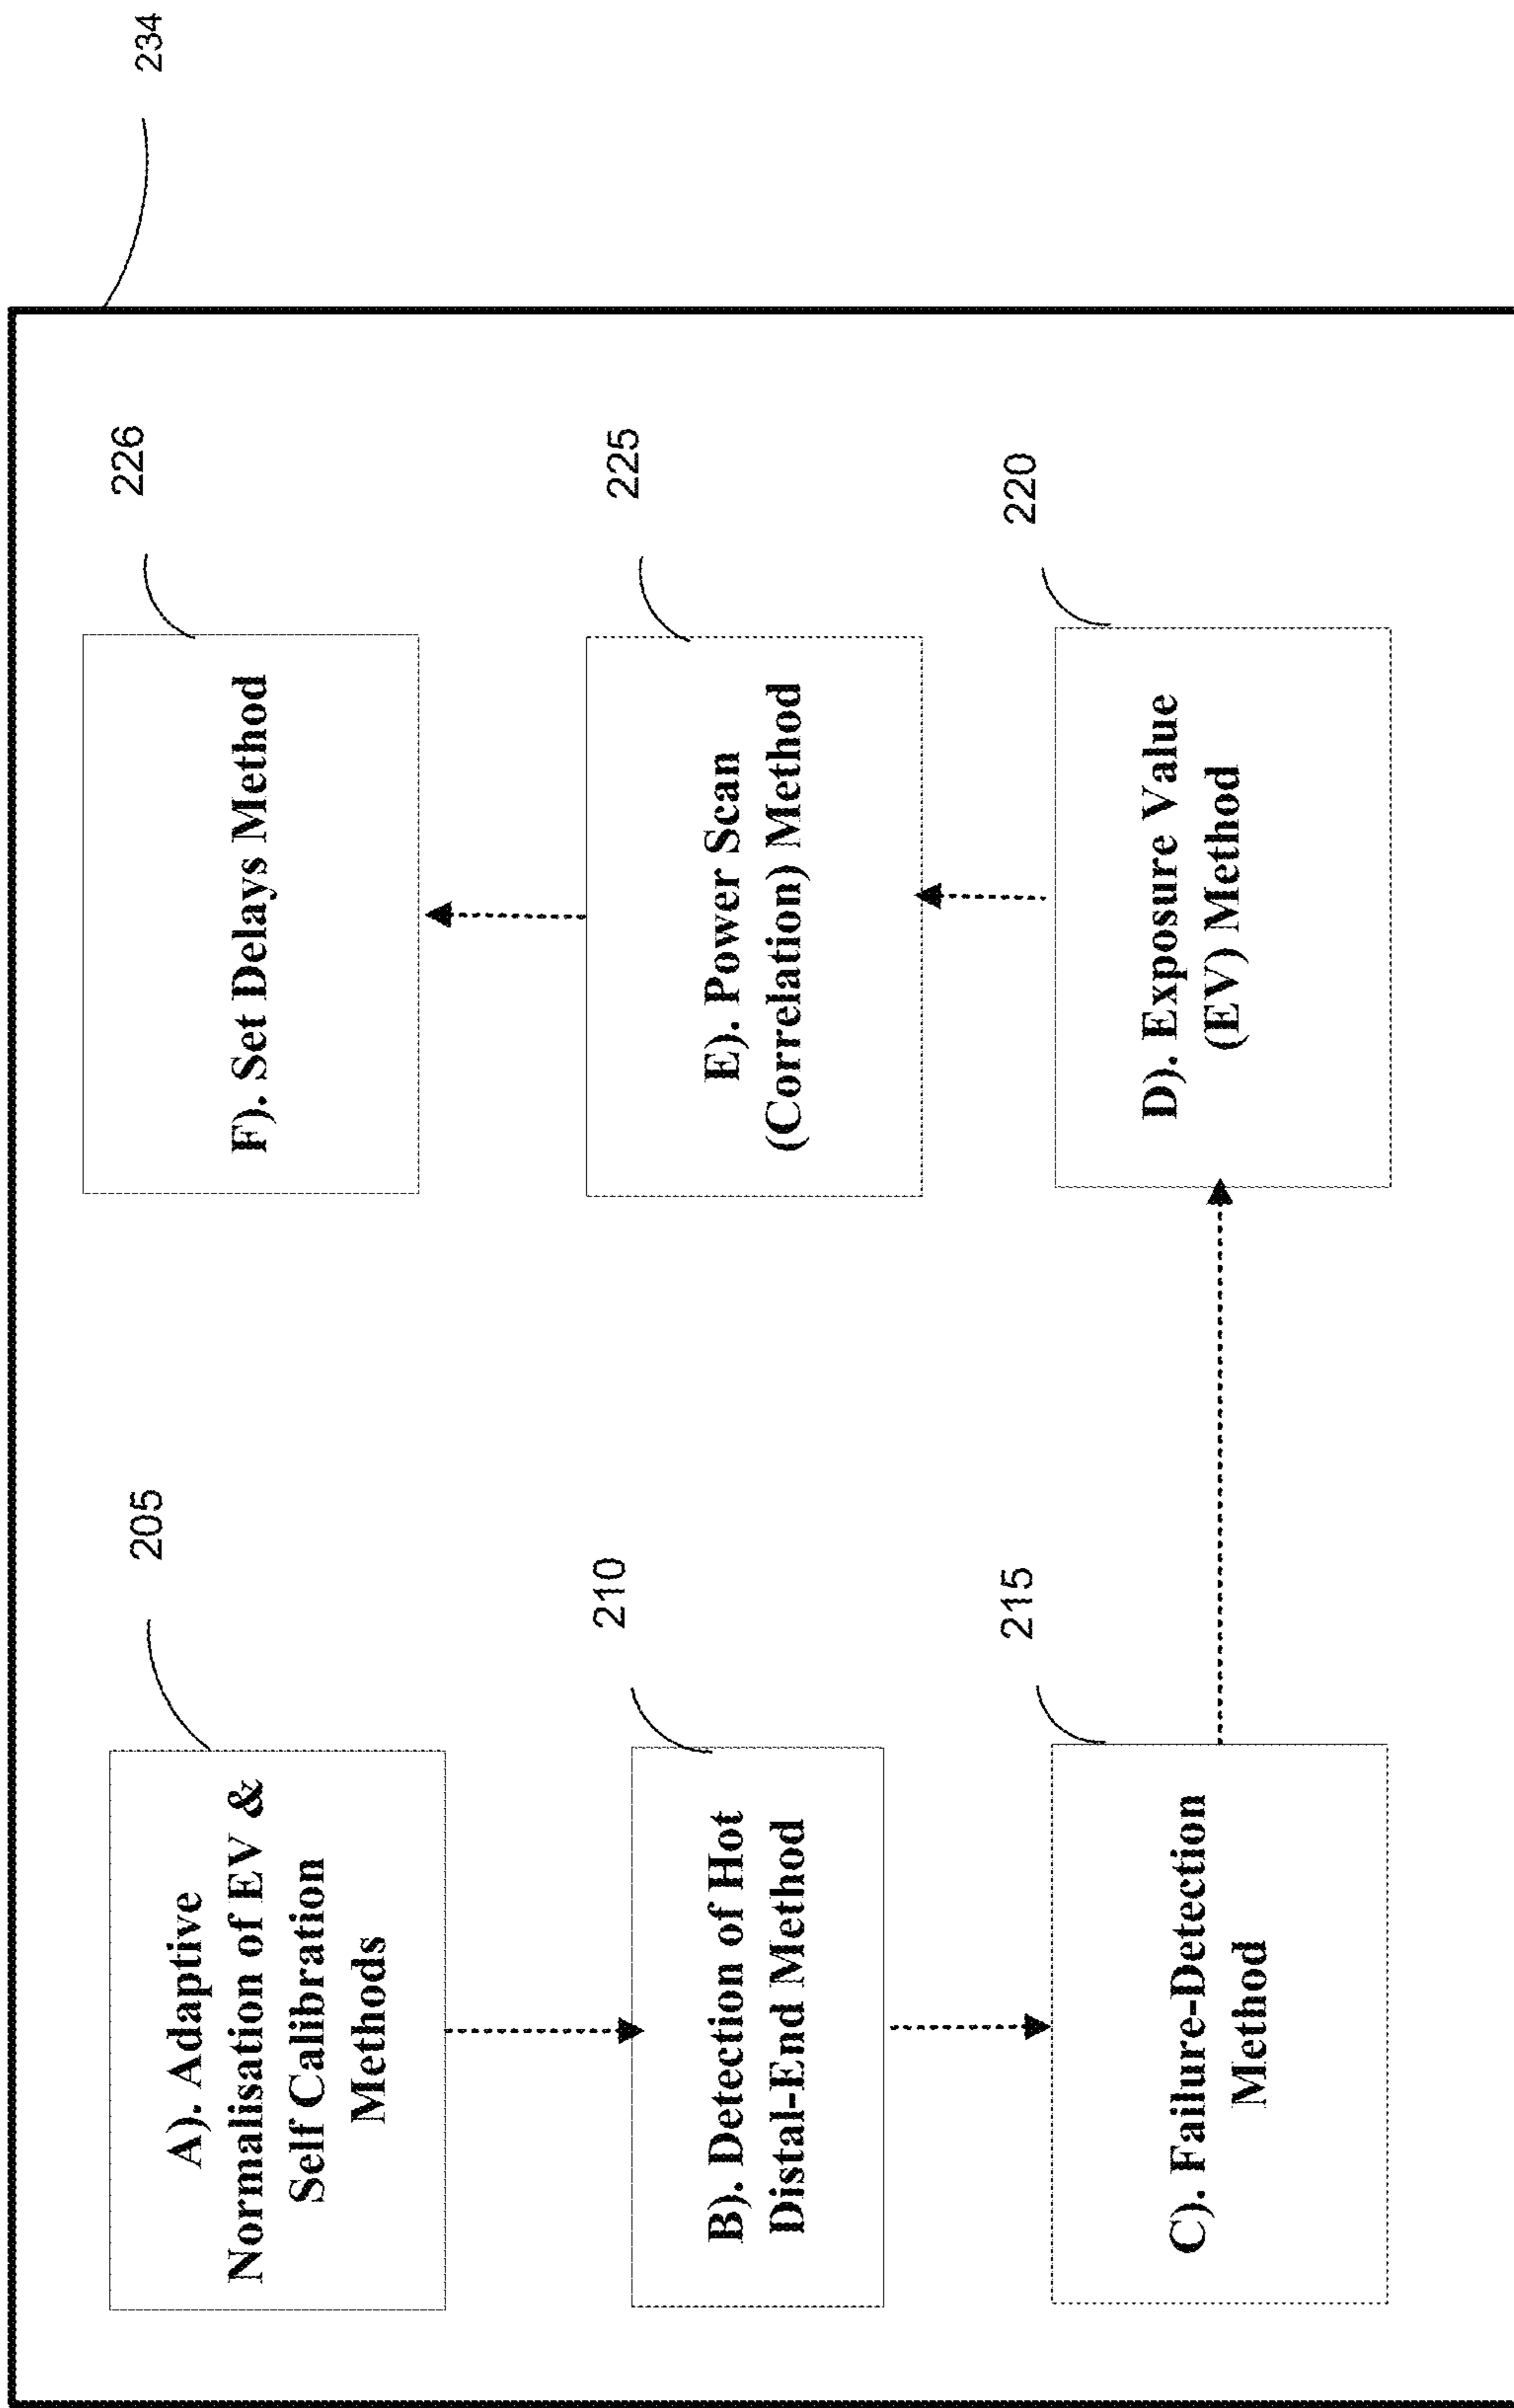 234
205
A). Adaptive
Normalisation of EV &
Self Calibration
Methods
210
B). Detection of Hot
Distal-End Method
215
C). Failure-Detection
Method
220
D). Exposure Value
(EV) Method
225
E). Power Scan
(Correlation) Method
226
F). Set Delays Method